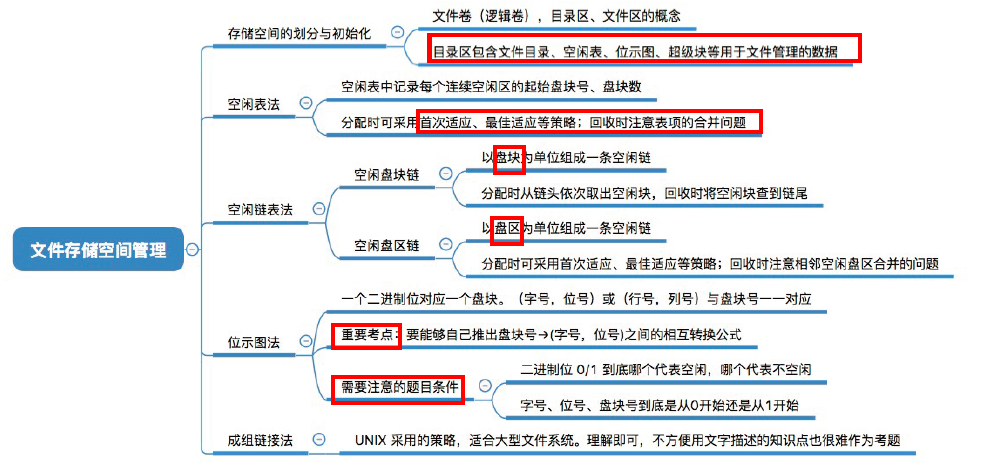 文件卷（逻辑卷），目录区、文件区的概念
存储空间的划分与初始化
目录区包含文件目录、空闲表、位示图、超级块等用于文件管理的数据
空闲表中记录每个连续空闲区的起始盘块号、盘块数
空闲表法
分配时可采用首次适应、最佳适应等策略；回收时注意表项的合并问题
以盘块为单位组成一条空闲链
空闲盘块链
分配时从链头依次取出空闲块，回收时将空闲块查到链尾
空闲链表法
以盘区为单位组成一条空闲链
空闲盘区链
分配时可采用首次适应、最佳适应等策略；回收时注意相邻空闲盘区合并的问题
文件存储空间管理
一个二进制位对应一个盘块。（字号，位号）或（行号，列号）与盘块号一一对应
位示图法
重要考点：要能够自己推出盘块号→(字号，位号)之间的相互转换公式
二进制位 0/1 到底哪个代表空闲，哪个代表不空闲
需要注意的题目条件
字号、位号、盘块号到底是从0开始还是从1开始
成组链接法
UNIX 采用的策略，适合大型文件系统。理解即可，不方便用文字描述的知识点也很难作为考题